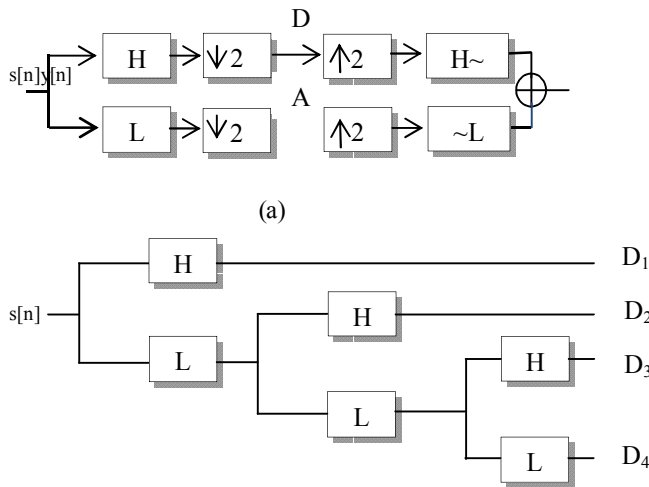 D
H ↓2 ↑2 H~
s[n]y[n]
A
L ↓2 ↑2 ~L
(a)
H D₁
s[n] H D₂
L H D₃
L
L D₄